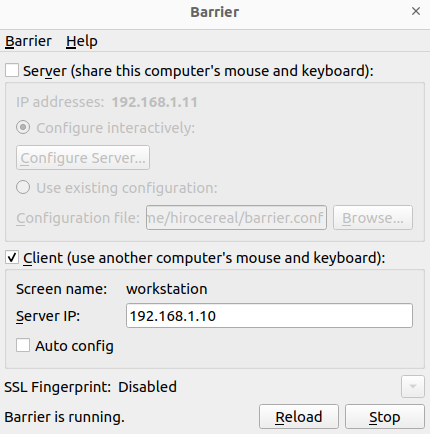 Barrier
Barrier Help
Server (share this computer's mouse and keyboard):
IP addresses: 192.168.1.11
Configure interactively:
Configure Server...
Use existing configuration:
Configuration file: me/hirocereal/barrier.conf Browse...
Client (use another computer's mouse and keyboard):
Screen name: workstation
Server IP: 192.168.1.10
Auto config
SSL Fingerprint: Disabled
Barrier is running. Reload Stop